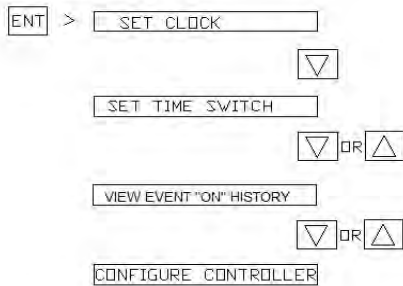 ENT > SET CLOCK
SET TIME SWITCH
OR
VIEW EVENT "ON" HISTORY
OR
CONFIGURE CONTROLLER